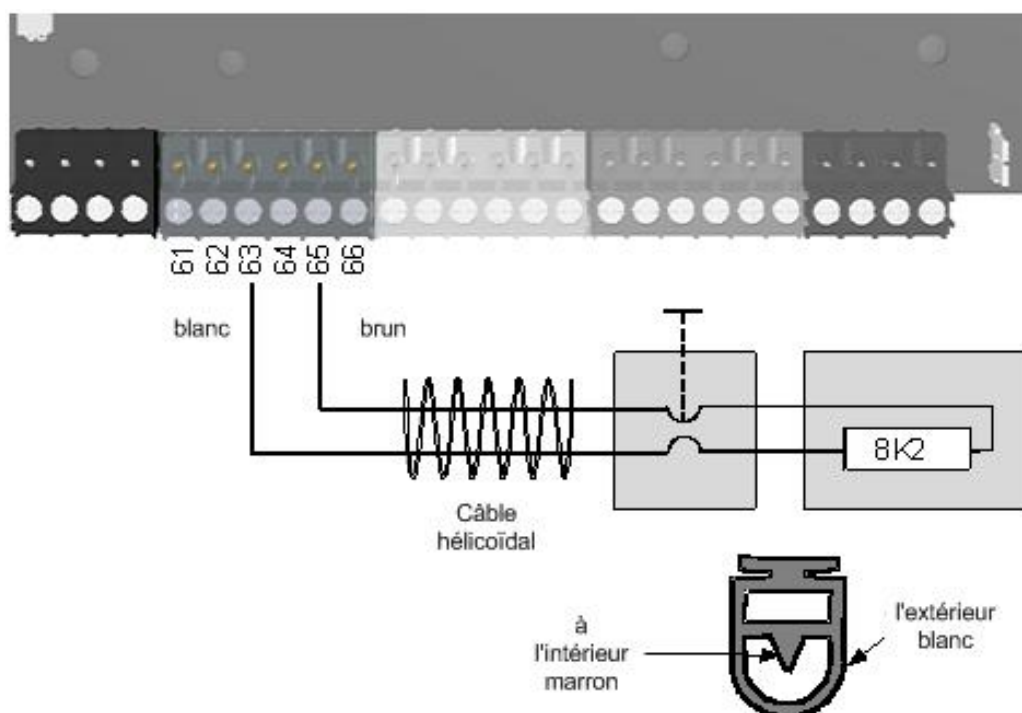 61 62 63 64 65 66
blanc
brun
8K2
Câble
hélicoïdal
à
l'intérieur
marron
l'extérieur
blanc